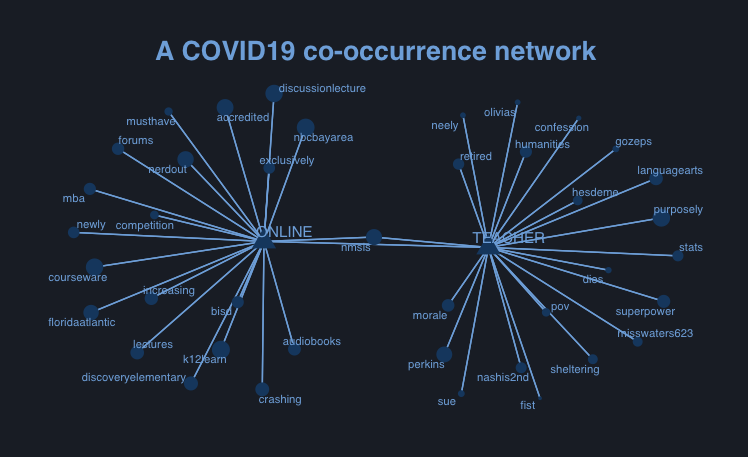 A COVID19 co-occurrence network
discussionlecture
musthave
accredited
nbcbayarea
forums
exclusively
nerdout
mba
newly
competition
ONLINE
courseware
increasing
bisd
floridaatlantic
lectures
k12learn
audiobooks
discoveryelementary
crashing
nmsis
olivias
neely
confession
humanities
gozeps
retired
languagearts
hesdeme
purposely
TEACHER
stats
dies
pov
superpower
morale
misswaters623
perkins
nashis2nd
sheltering
sue
fist